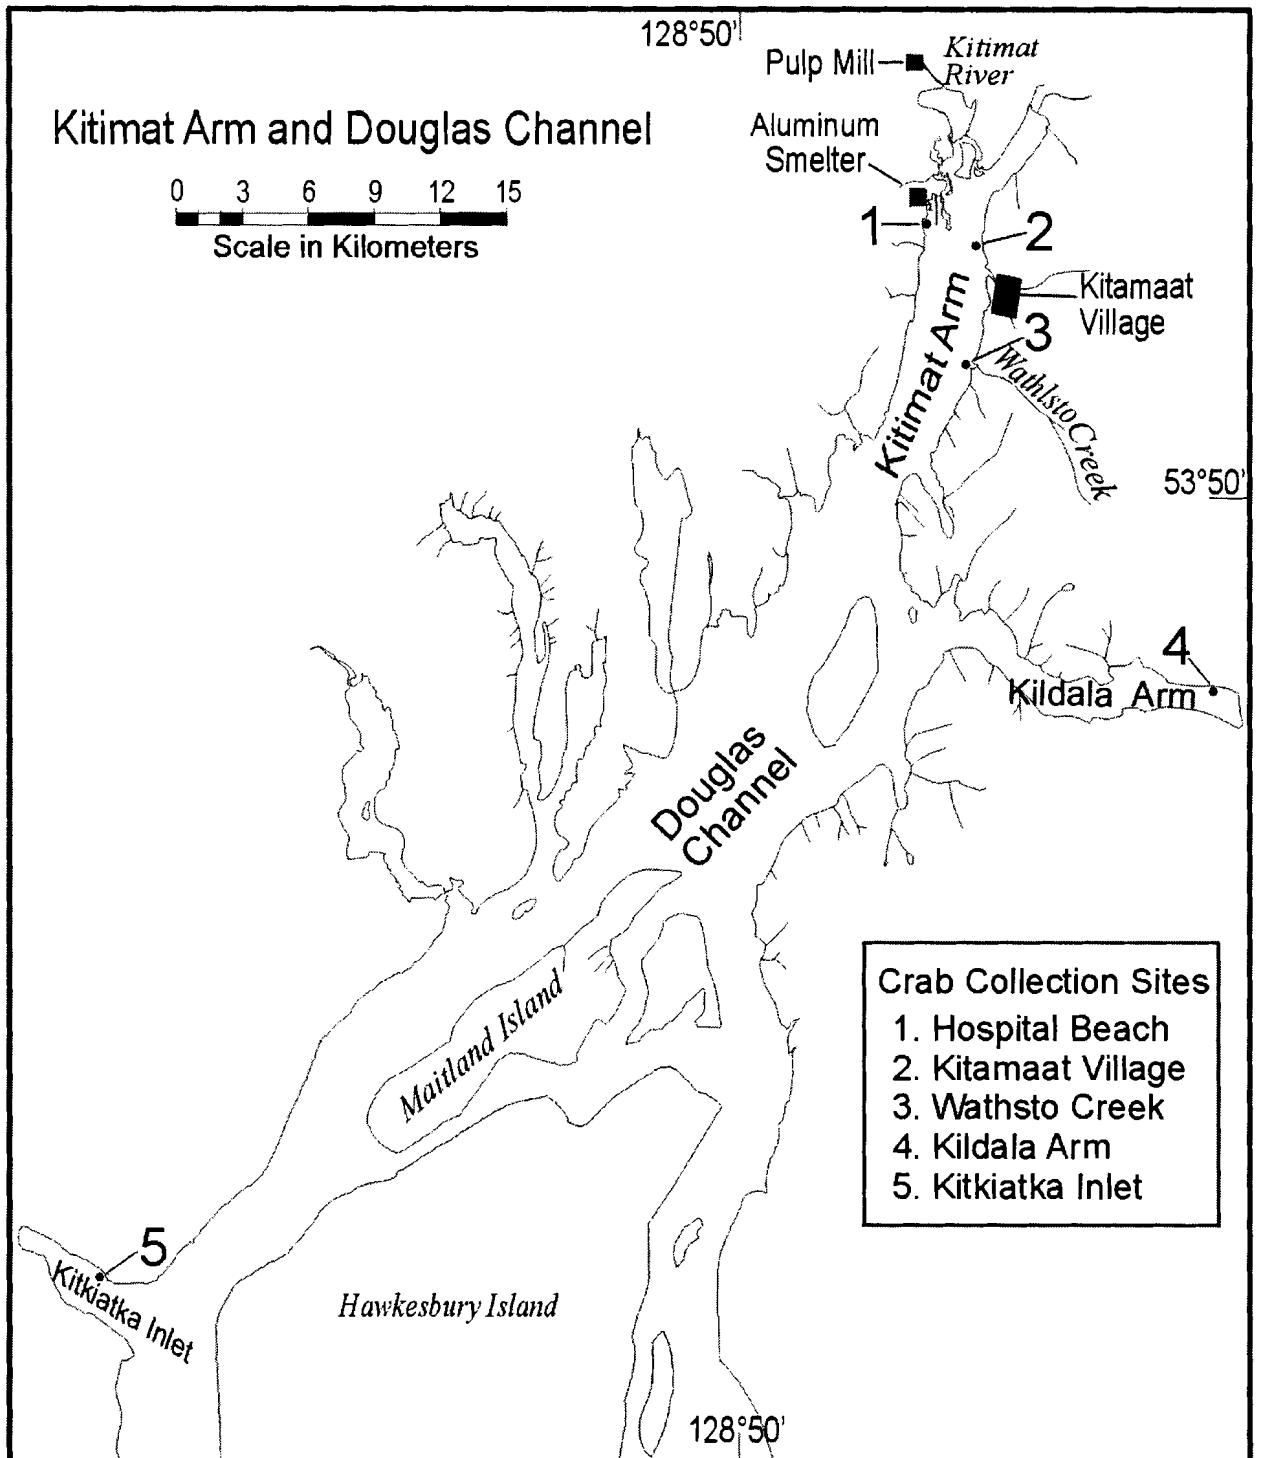 128°50'
Pulp Mill
Kitimat
River
Kitimat Arm and Douglas Channel
Aluminum
Smelter
0 3 6 9 12 15
Scale in Kilometers
1
2
Kitamaat
Village
3
Kitimat Arm
Wathlsto Creek
53°50'
4
Kildala Arm
Douglas
Channel
Maitland Island
Crab Collection Sites
1. Hospital Beach
2. Kitamaat Village
3. Wathsto Creek
4. Kildala Arm
5. Kitkiatka Inlet
5
Kitkiatka Inlet
Hawkesbury Island
128°50'